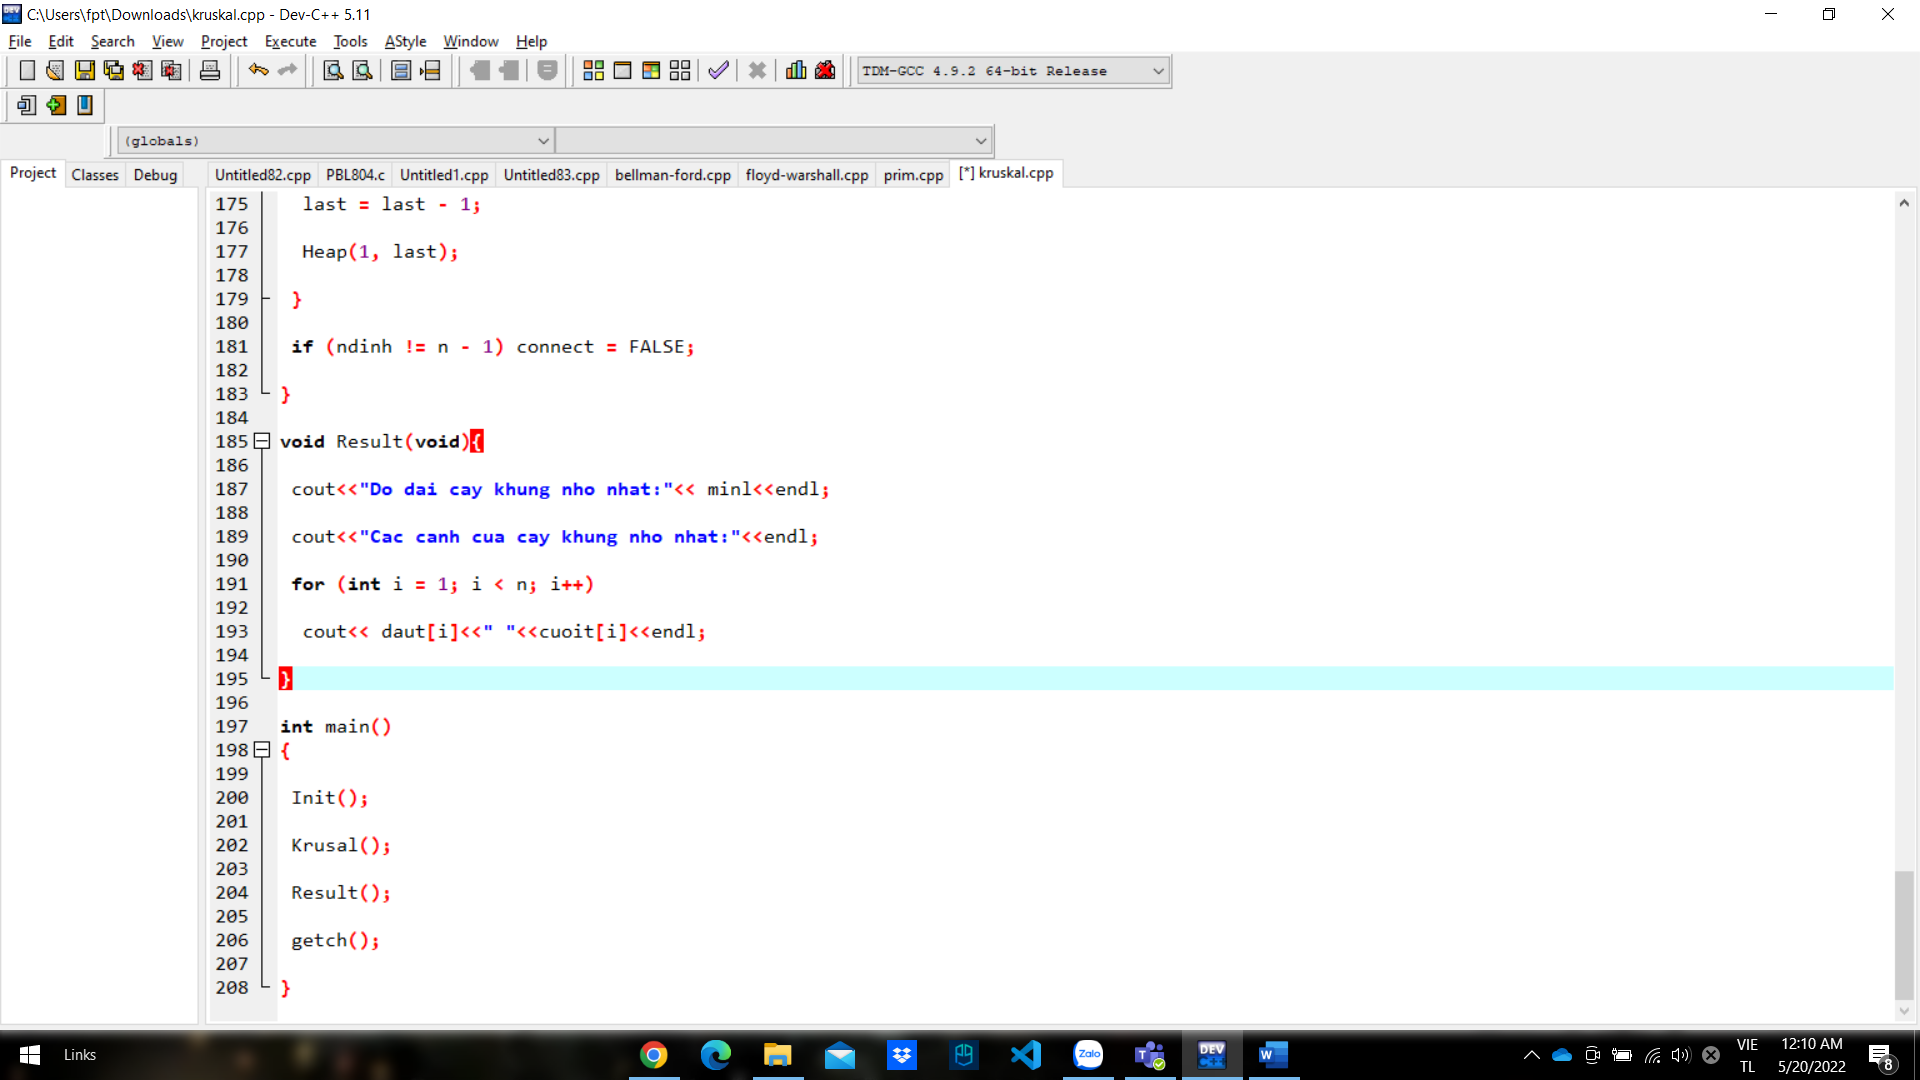 C:\Users\fpt\Downloads\kruskal.cpp - Dev-C++ 5.11
File Edit Search View Project Execute Tools AStyle Window Help
TDM-GCC 4.9.2 64-bit Release
(globals)
Project Classes Debug Untitled82.cpp PBL804.c Untitled1.cpp Untitled83.cpp bellman-ford.cpp floyd-warshall.cpp prim.cpp [*] kruskal.cpp
175 last = last - 1;
176
177 Heap(1, last);
178
179 }
180
181 if (ndinh != n - 1) connect = FALSE;
182
183 }
184
185 void Result(void){
186
187 cout<<"Do dai cay khung nho nhat:"<< minl<<endl;
188
189 cout<<"Cac canh cua cay khung nho nhat:"<<endl;
190
191 for (int i = 1; i < n; i++)
192
193 cout<< daut[i]<<" "<<cuoit[i]<<endl;
194
195 }
196
197 int main()
198 {
199
200 Init();
201
202 Krusal();
203
204 Result();
205
206 getch();
207
208 }
Links
Zalo
DEV
W
VIE
TL
12:10 AM
5/20/2022
8